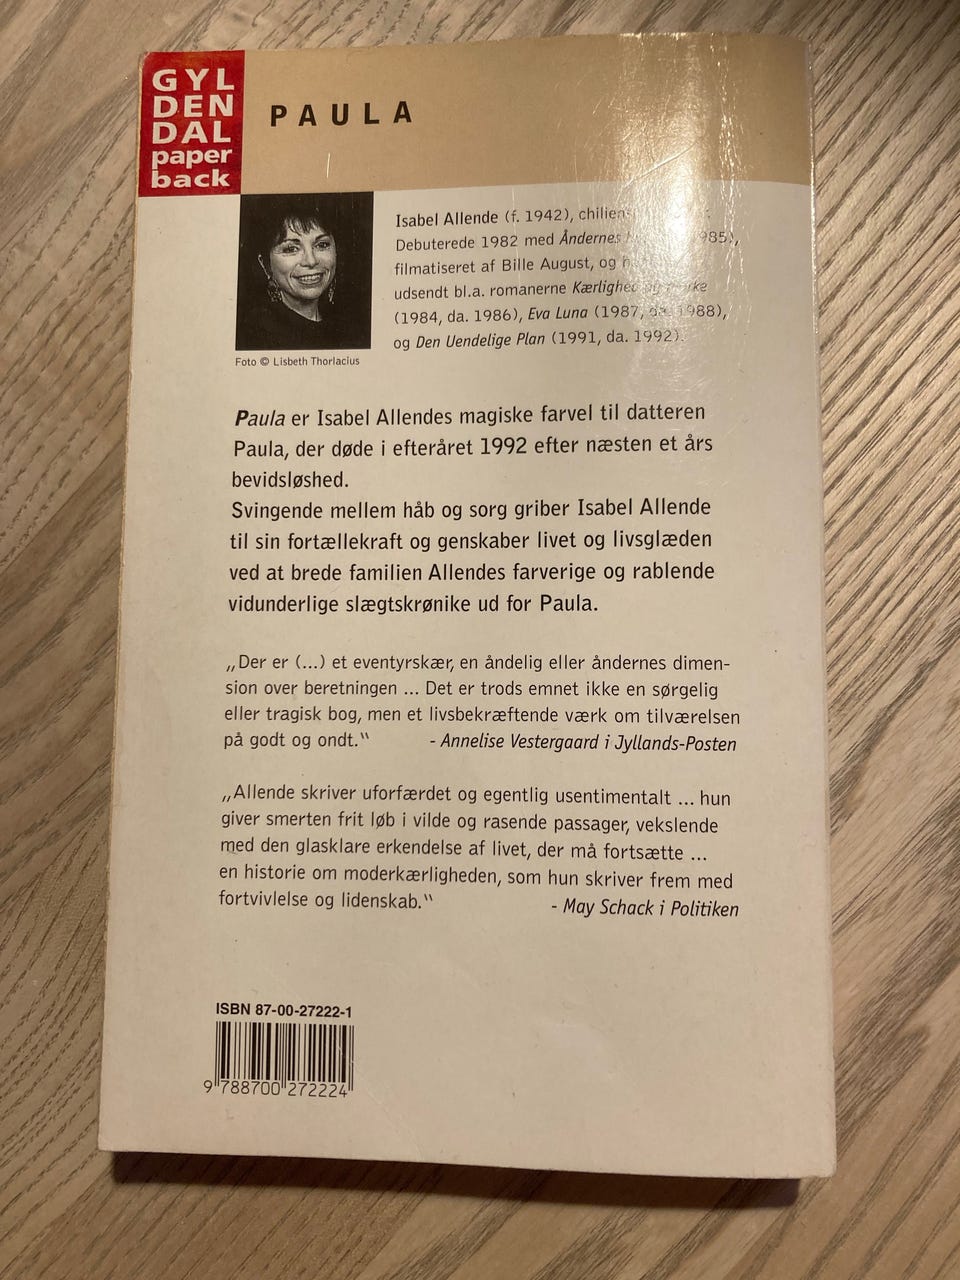 GYL
DEN
DAL
paper
back
PAULA
Isabel Allende (f. 1942), chiliens
Debuterede 1982 med Åndernes 985),
filmatiseret af Bille August, og
udsendt bl.a. romanerne Kærlighed og
(1984, da. 1986), Eva Luna (1987, da. 1988),
og Den Uendelige Plan (1991, da. 1992).
Foto © Lisbeth Thorlacius
Paula er Isabel Allendes magiske farvel til datteren
Paula, der døde i efteråret 1992 efter næsten et års
bevidsløshed.
Svingende mellem håb og sorg griber Isabel Allende
til sin fortællekraft og genskaber livet og livsglæden
ved at brede familien Allendes farverige og rablende
vidunderlige slægtskrønike ud for Paula.
„Der er (...) et eventyrskær, en åndelig eller åndernes dimen-
sion over beretningen ... Det er trods emnet ikke en sørgelig
eller tragisk bog, men et livsbekræftende værk om tilværelsen
på godt og ondt.“ - Annelise Vestergaard i Jyllands-Posten
„Allende skriver uforfærdet og egentlig usentimentalt ... hun
giver smerten frit løb i vilde og rasende passager, vekslende
med den glasklare erkendelse af livet, der må fortsætte ...
en historie om moderkærligheden, som hun skriver frem med
fortvivlelse og lidenskab.“ - May Schack i Politiken
ISBN 87-00-27222-1
9 788700 272224